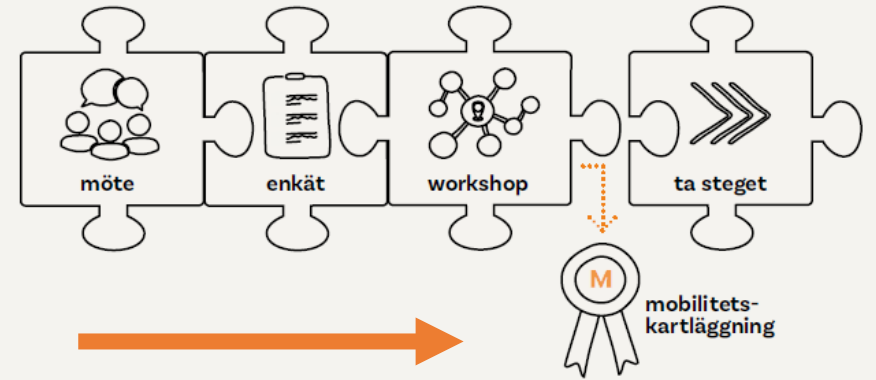 möte
enkät
workshop
ta steget
M
mobilitets-
kartläggning